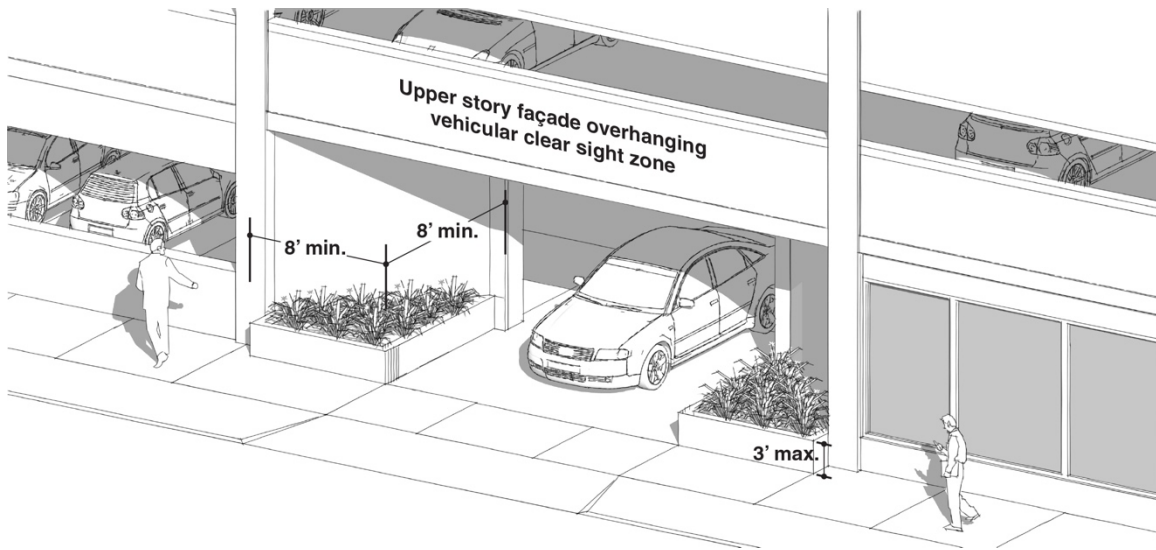 Upper story façade overhanging
vehicular clear sight zone
8’ min.
8’ min.
3’ max.